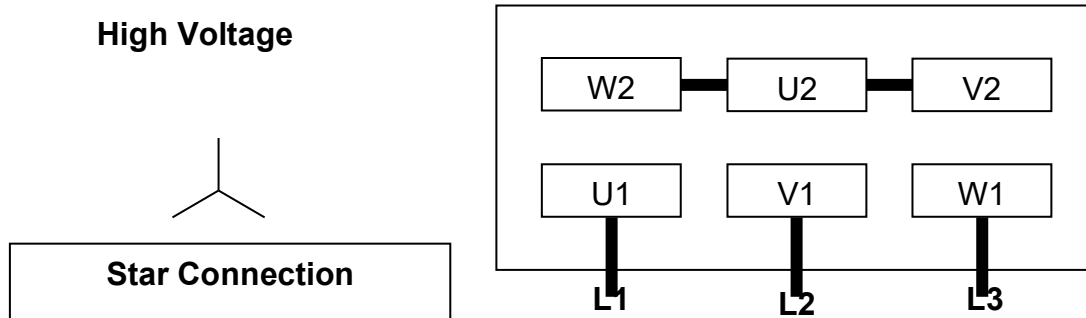 High Voltage
Star Connection
W2 U2 V2
U1 V1 W1
L1 L2 L3